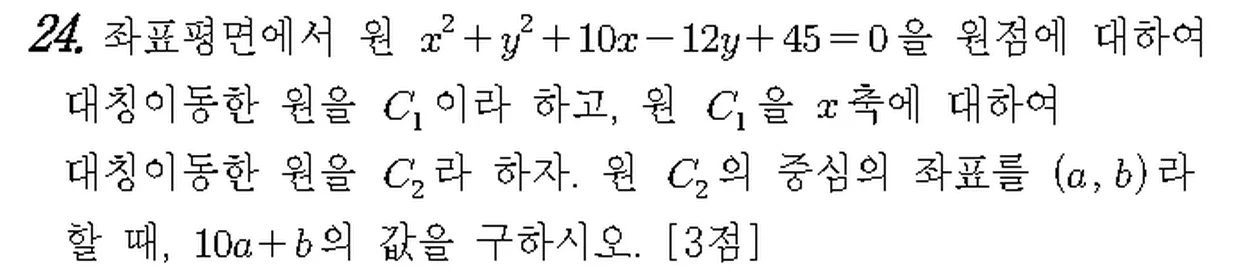 24. 좌표평면에서 원 x² + y² + 10x − 12y + 45 = 0을 원점에 대하여
대칭이동한 원을 C₁이라 하고, 원 C₁을 x축에 대하여
대칭이동한 원을 C₂라 하자. 원 C₂의 중심의 좌표를 (a, b)라
할 때, 10a + b의 값을 구하시오. [3점]